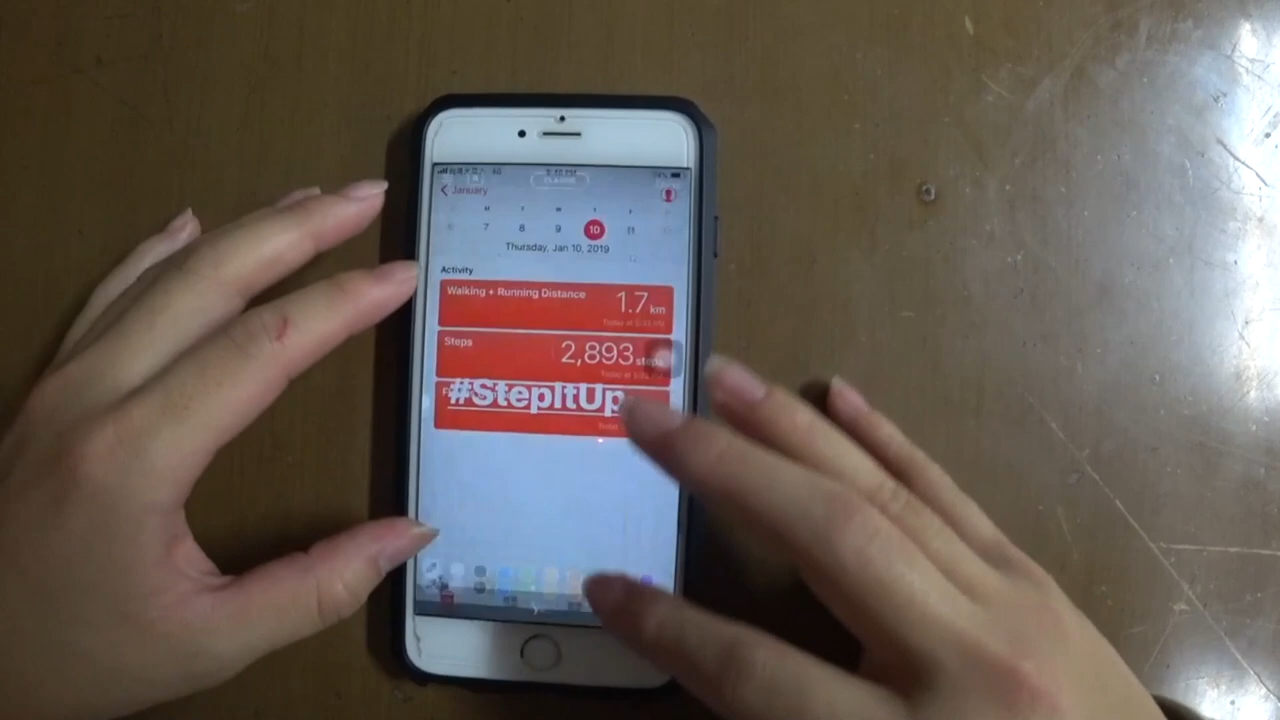 January
M T W T F
7 8 9 10 11
Thursday, Jan 10, 2019
Activity
Walking + Running Distance
1.7 km
Steps
2,893 steps
#StepItUp